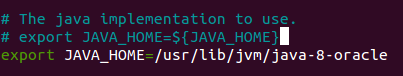 # The java implementation to use.
# export JAVA_HOME=${JAVA_HOME}
export JAVA_HOME=/usr/lib/jvm/java-8-oracle